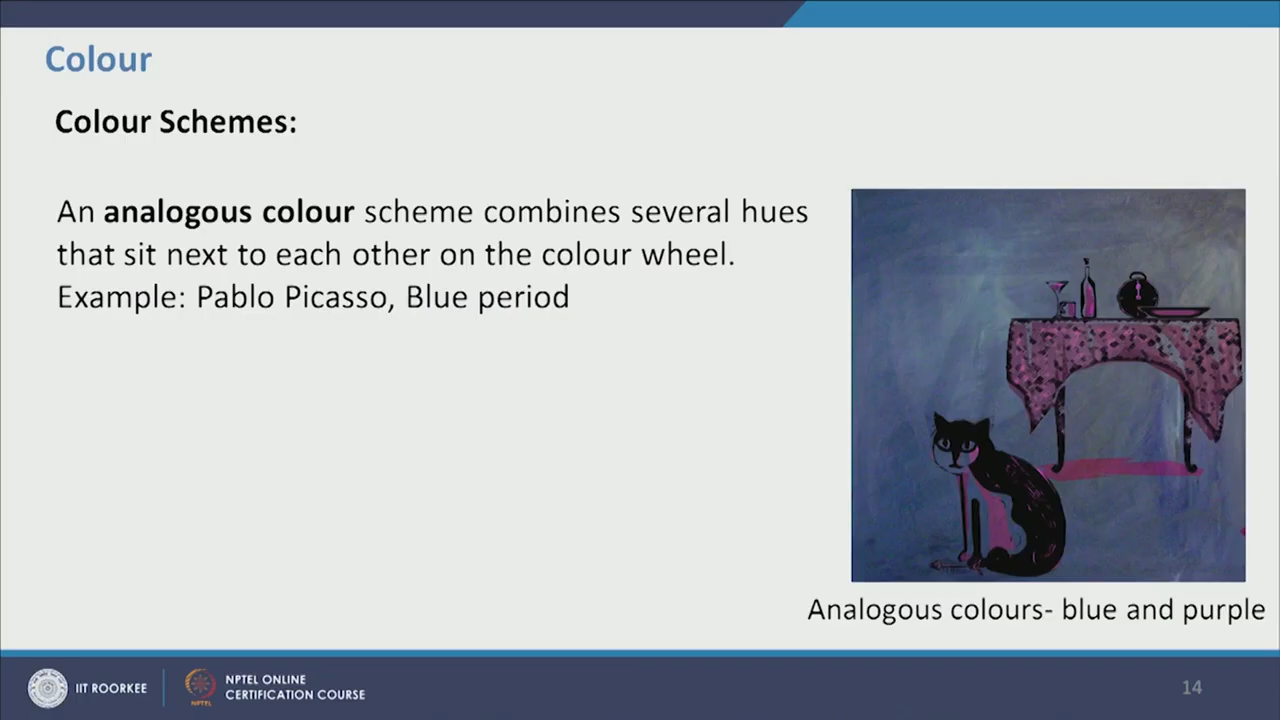 Colour
Colour Schemes:
An analogous colour scheme combines several hues
that sit next to each other on the colour wheel.
Example: Pablo Picasso, Blue period
Analogous colours- blue and purple
IIT ROORKEE
NPTEL
NPTEL ONLINE
CERTIFICATION COURSE
14